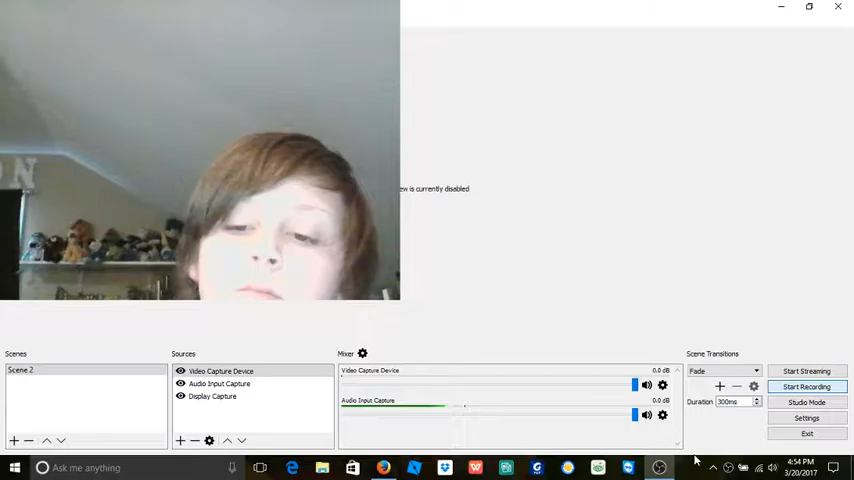 ew is currently disabled
Scenes
Sources
Mixer
Scene Transitions
Scene 2
Video Capture Device
Audio Input Capture
Display Capture
Video Capture Device 0.0 dB
Audio Input Capture 0.0 dB
Fade
Duration 300ms
Start Streaming
Start Recording
Studio Mode
Settings
Exit
Ask me anything
4:54 PM
3/20/2017